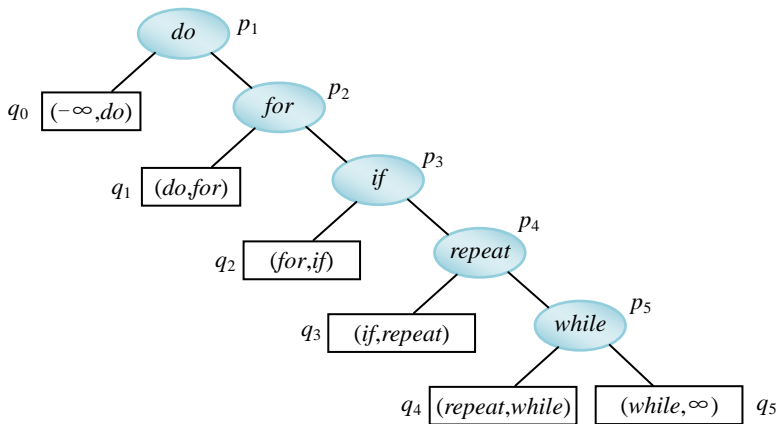 do p₁
q₀ (-∞,do)
for p₂
q₁ (do,for)
if p₃
q₂ (for,if)
repeat p₄
q₃ (if,repeat)
while p₅
q₄ (repeat,while) (while,∞) q₅